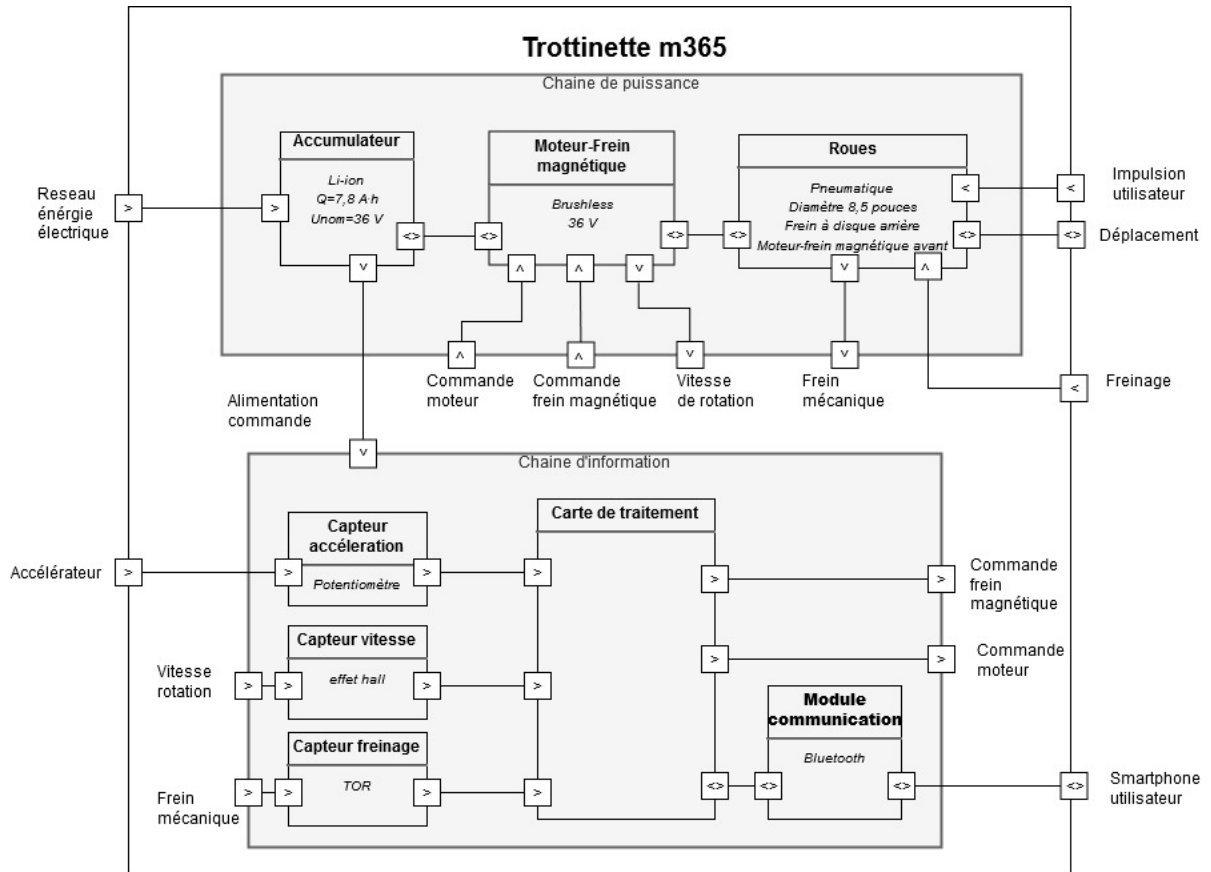 Trottinette m365
Chaine de puissance
Accumulateur
Li-ion
Q=7,8 A·h
Unom=36 V
Moteur-Frein
magnétique
Brushless
36 V
Roues
Pneumatique
Diamètre 8,5 pouces
Frein à disque arrière
Moteur-frein magnétique avant
Reseau
énérgie
électrique
Impulsion
utilisateur
Déplacement
Freinage
Alimentation
commande
Commande
moteur
Commande
frein magnétique
Vitesse
de rotation
Frein
mécanique
Chaine d'information
Capteur
accéleration
Potentiomètre
Carte de traitement
Accélérateur
Capteur vitesse
effet hall
Vitesse
rotation
Capteur freinage
TOR
Frein
mécanique
Module
communication
Bluetooth
Commande
frein
magnétique
Commande
moteur
Smartphone
utilisateur